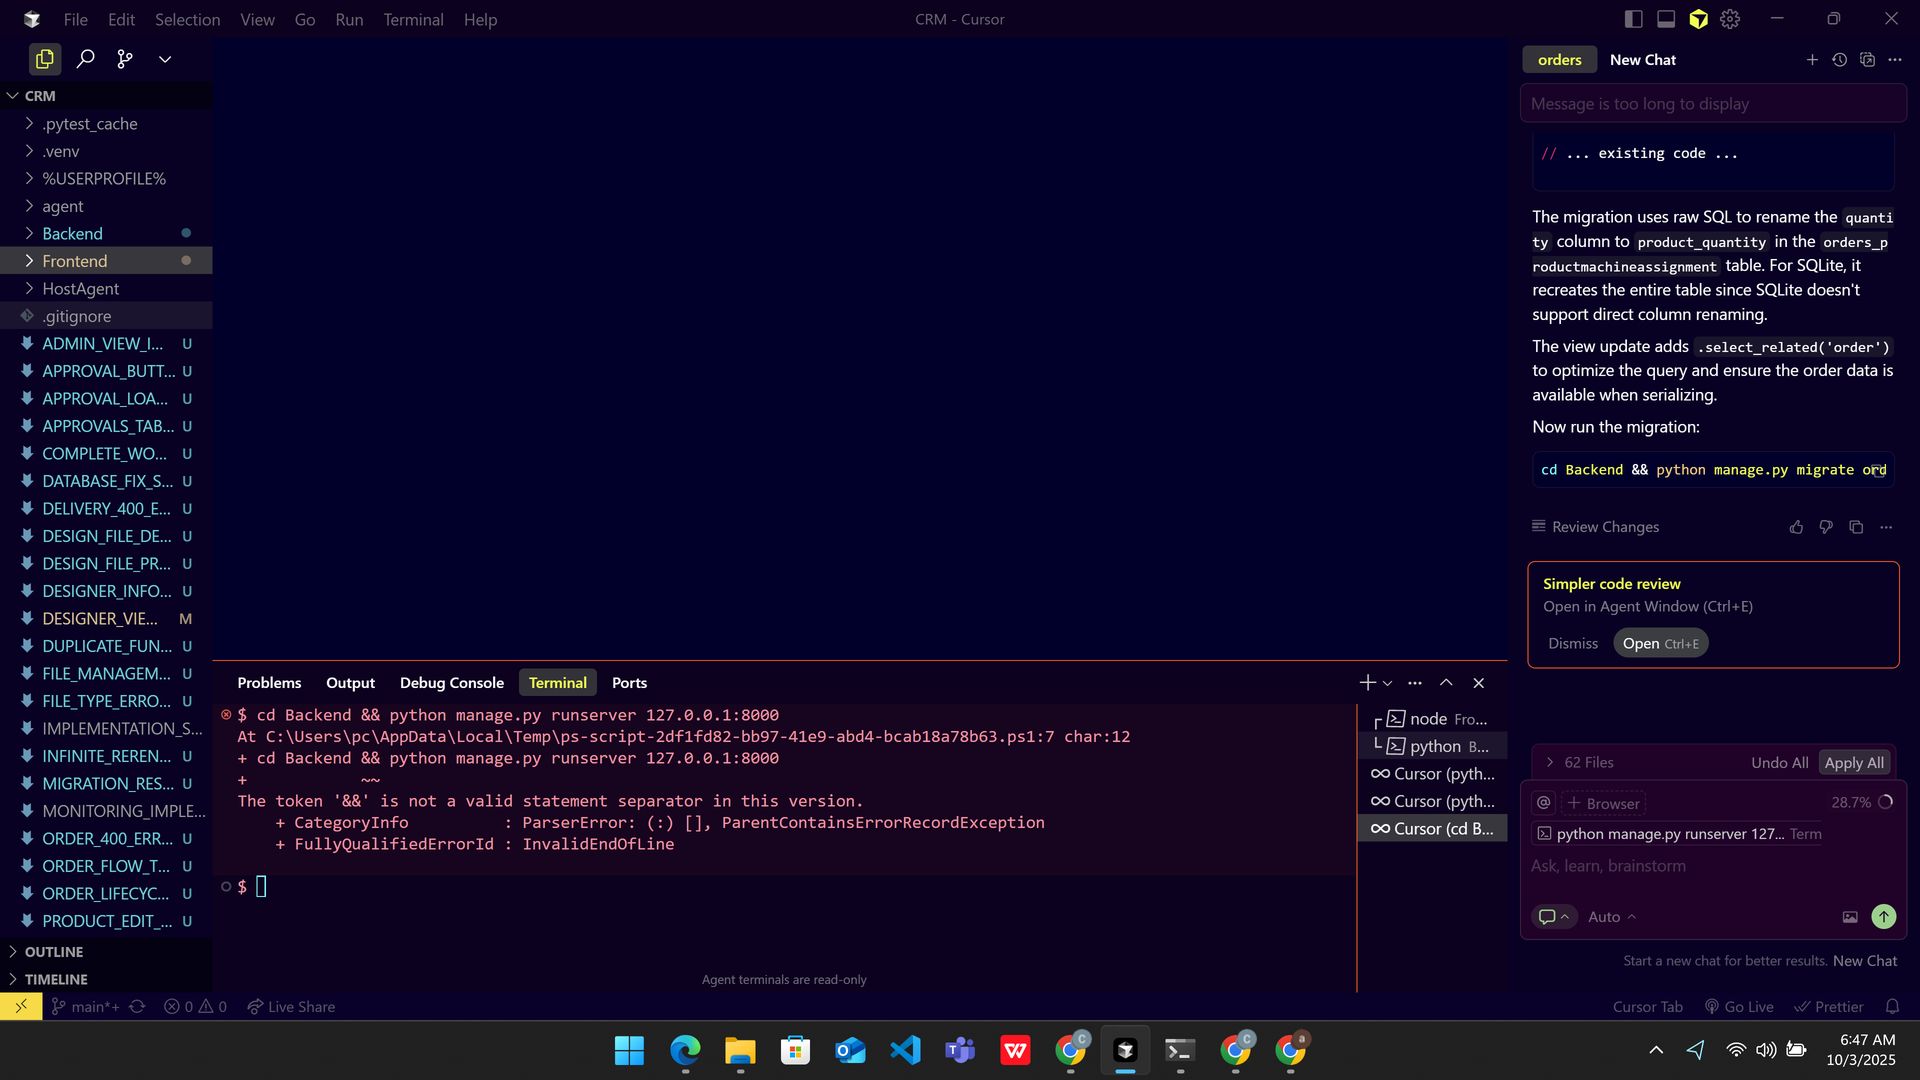 File Edit Selection View Go Run Terminal Help
CRM - Cursor
CRM
.pytest_cache
.venv
%USERPROFILE%
agent
Backend
Frontend
HostAgent
.gitignore
ADMIN_VIEW_I... U
APPROVAL_BUTT... U
APPROVAL_LOA... U
APPROVALS_TAB... U
COMPLETE_WO... U
DATABASE_FIX_S... U
DELIVERY_400_E... U
DESIGN_FILE_DE... U
DESIGN_FILE_PR... U
DESIGNER_INFO... U
DESIGNER_VIE... M
DUPLICATE_FUN... U
FILE_MANAGEM... U
FILE_TYPE_ERRO... U
IMPLEMENTATION_S...
INFINITE_REREN... U
MIGRATION_RES... U
MONITORING_IMPLE...
ORDER_400_ERR... U
ORDER_FLOW_T... U
ORDER_LIFECYC... U
PRODUCT_EDIT_... U
OUTLINE
TIMELINE
Problems Output Debug Console Terminal Ports
$ cd Backend && python manage.py runserver 127.0.0.1:8000
At C:\Users\pc\AppData\Local\Temp\ps-script-2df1fd82-bb97-41e9-abd4-bcab18a78b63.ps1:7 char:12
+ cd Backend && python manage.py runserver 127.0.0.1:8000
+            ~~
The token '&&' is not a valid statement separator in this version.
    + CategoryInfo          : ParserError: (:) [], ParentContainsErrorRecordException
    + FullyQualifiedErrorId : InvalidEndOfLine
$
Agent terminals are read-only
node Fro...
python B...
Cursor (pyth...
Cursor (pyth...
Cursor (cd B...
orders New Chat
Message is too long to display
// ... existing code ...
The migration uses raw SQL to rename the quanti
ty column to product_quantity in the orders_p
roductmachineassignment table. For SQLite, it
recreates the entire table since SQLite doesn't
support direct column renaming.
The view update adds .select_related('order')
to optimize the query and ensure the order data is
available when serializing.
Now run the migration:
cd Backend && python manage.py migrate ord
Review Changes
Simpler code review
Open in Agent Window (Ctrl+E)
Dismiss Open Ctrl+E
62 Files Undo All Apply All
@ + Browser 28.7%
python manage.py runserver 127... Term
Ask, learn, brainstorm
Auto
Start a new chat for better results. New Chat
main*+ 0 0 Live Share
Cursor Tab Go Live Prettier
6:47 AM
10/3/2025